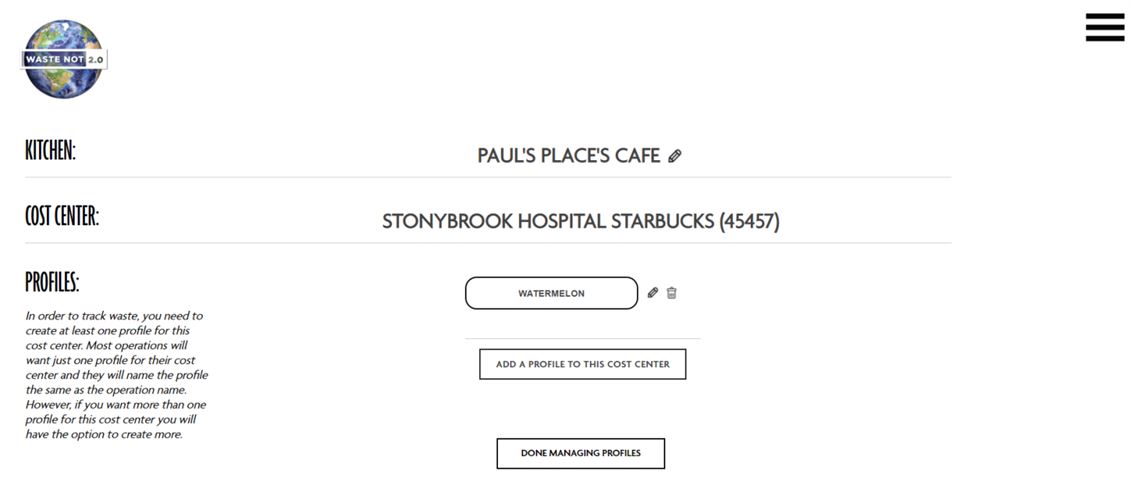 WASTE NOT 2.0
KITCHEN:
PAUL'S PLACE'S CAFE
COST CENTER:
STONYBROOK HOSPITAL STARBUCKS (45457)
PROFILES:
In order to track waste, you need to
create at least one profile for this
cost center. Most operations will
want just one profile for their cost
center and they will name the profile
the same as the operation name.
However, if you want more than one
profile for this cost center you will
have the option to create more.
WATERMELON
ADD A PROFILE TO THIS COST CENTER
DONE MANAGING PROFILES